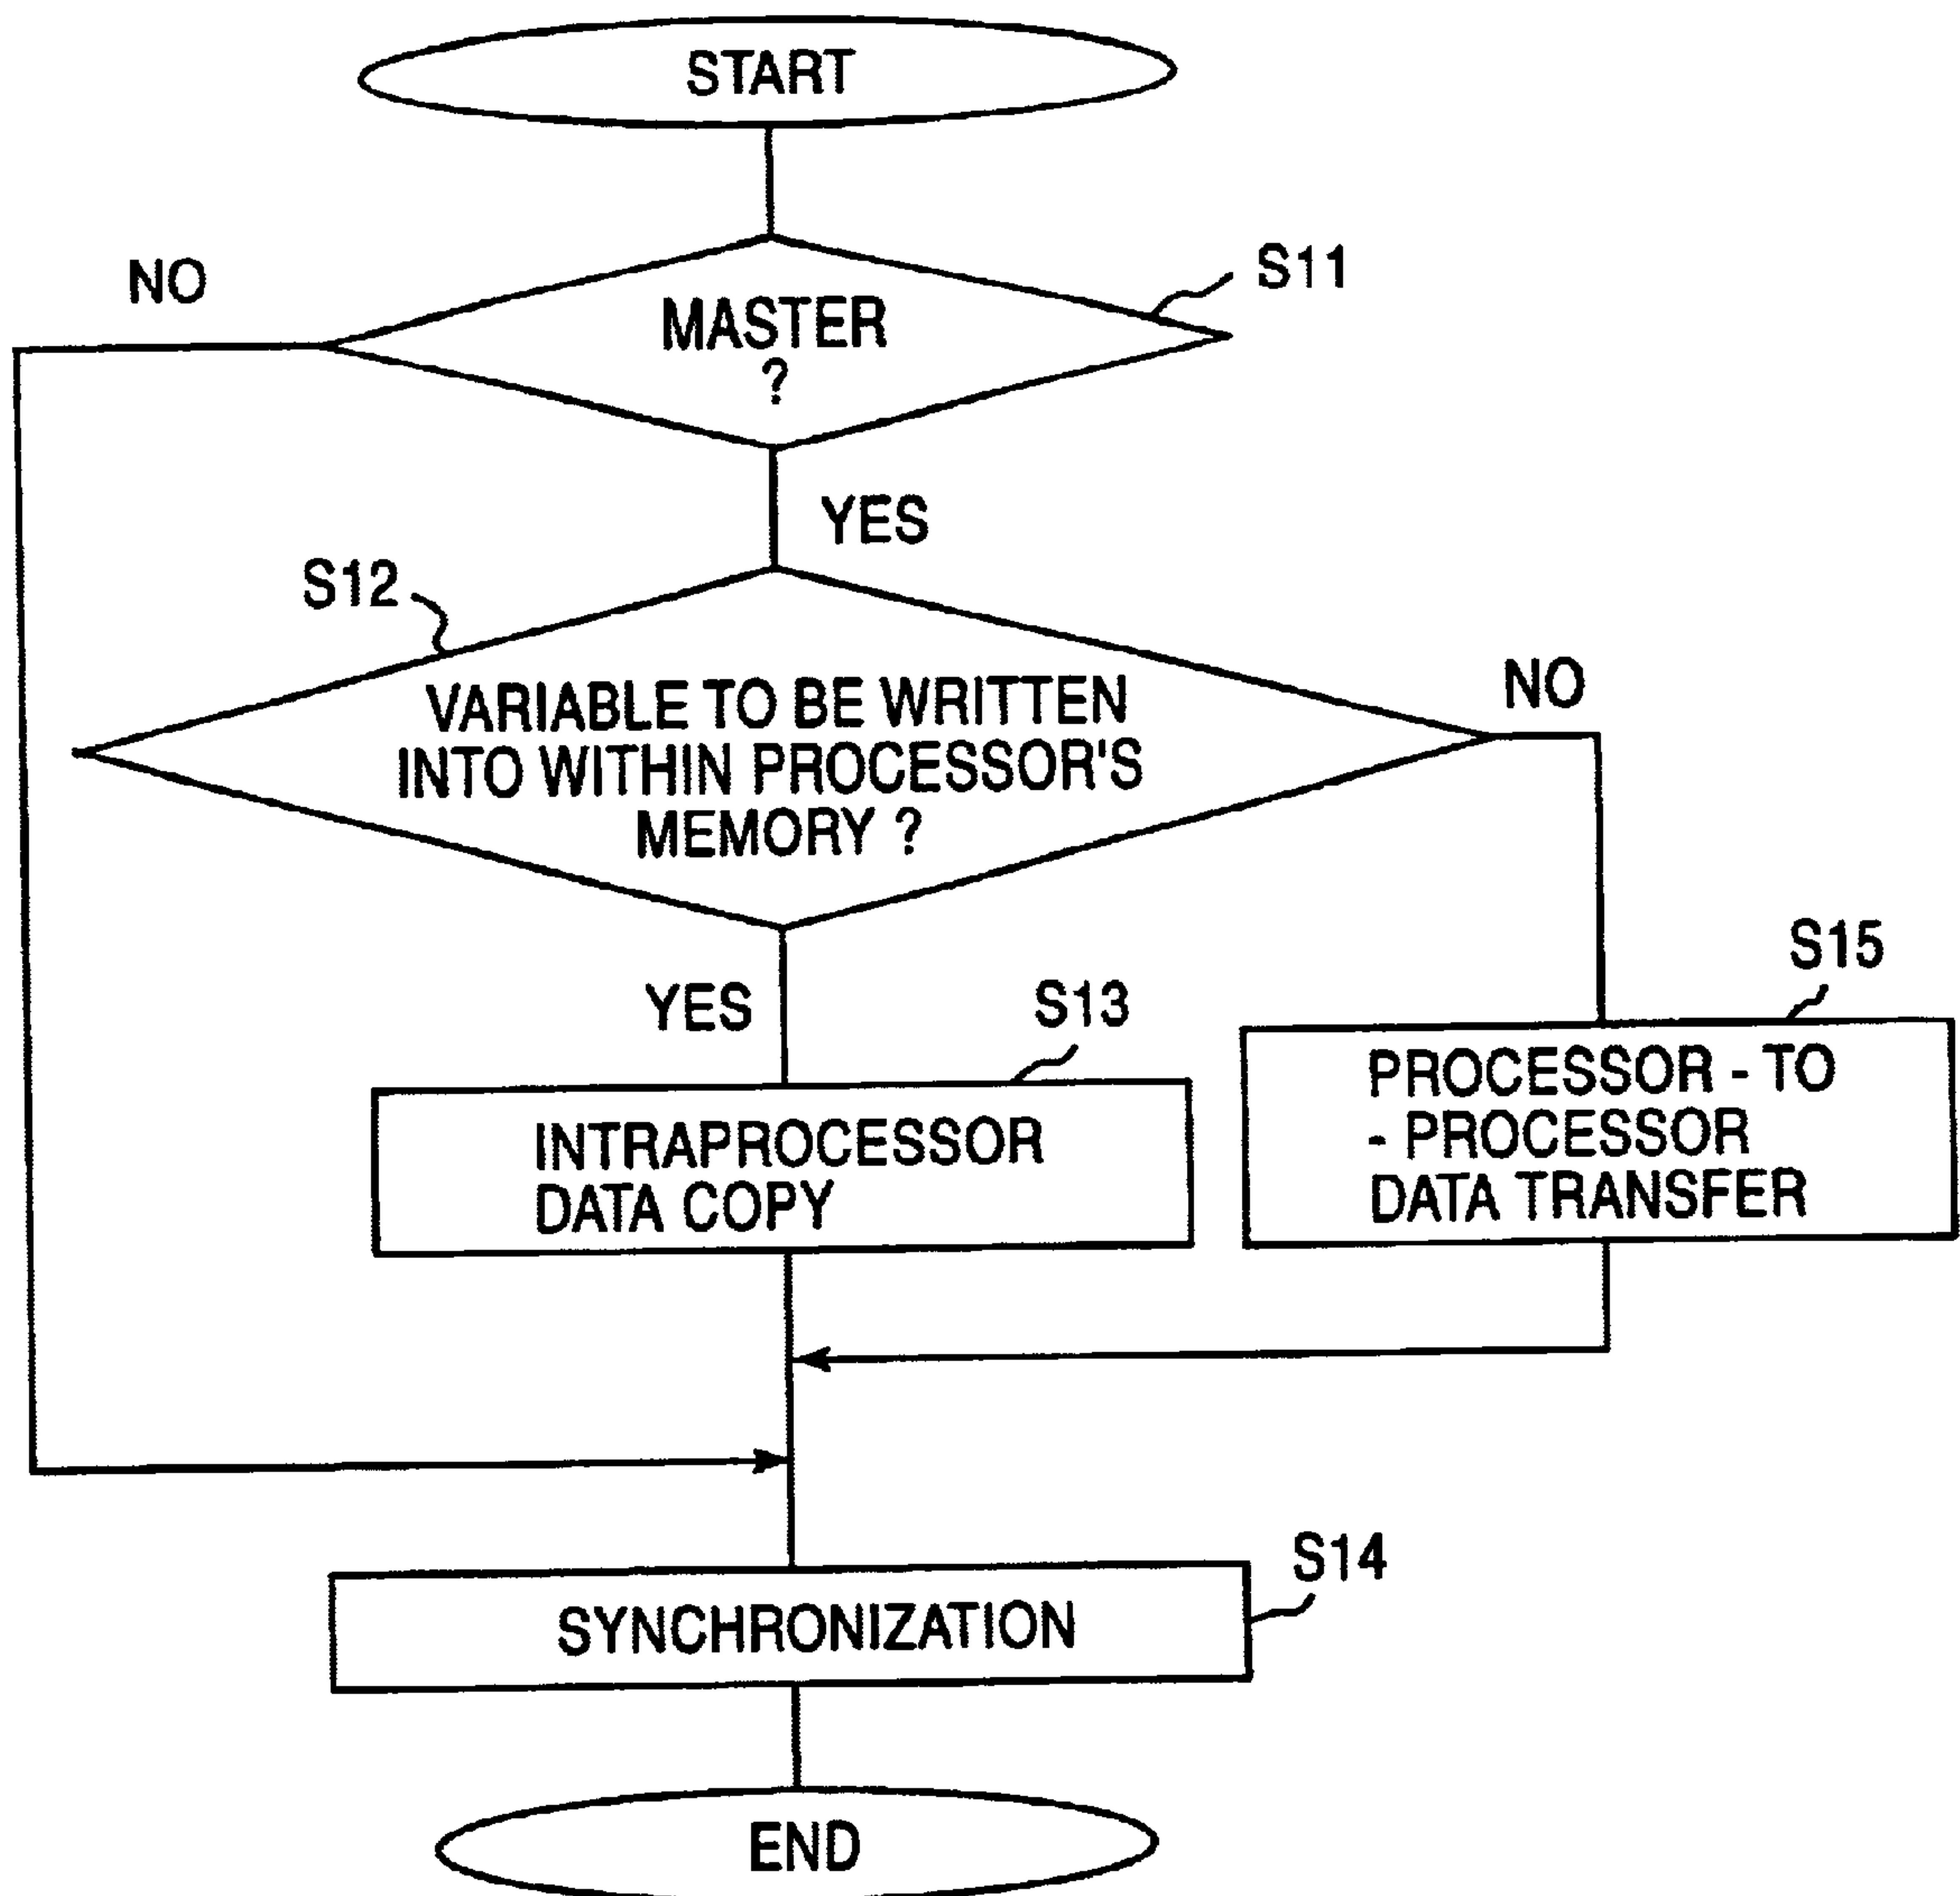 START
NO
S11
MASTER
?
YES
S12
VARIABLE TO BE WRITTEN
INTO WITHIN PROCESSOR'S
MEMORY ?
NO
YES
S13
INTRAPROCESSOR
DATA COPY
S15
PROCESSOR - TO
- PROCESSOR
DATA TRANSFER
S14
SYNCHRONIZATION
END